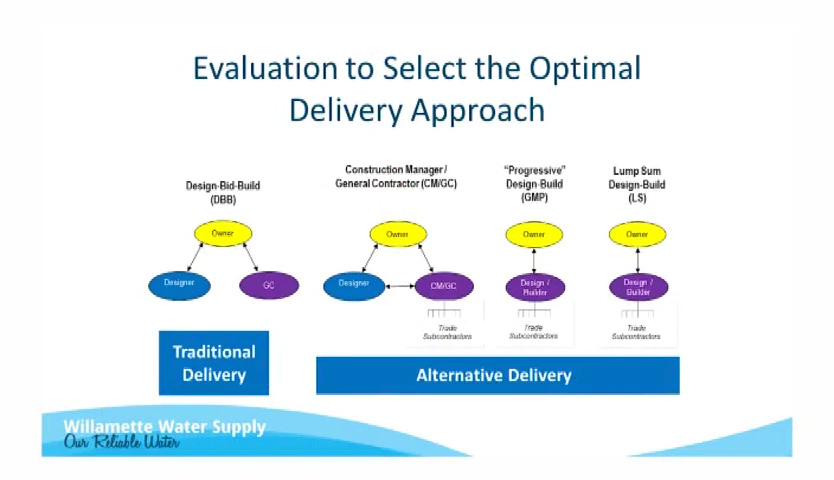 Evaluation to Select the Optimal
Delivery Approach
Design-Bid-Build
(DBB)
Owner
Designer
GC
Construction Manager /
General Contractor (CM/GC)
Owner
Designer
CM/GC
Trade
Subcontractors
"Progressive"
Design-Build
(GMP)
Owner
Design /
Builder
Trade
Subcontractors
Lump Sum
Design-Build
(LS)
Owner
Design /
Builder
Trade
Subcontractors
Traditional
Delivery
Alternative Delivery
Willamette Water Supply
Our Reliable Water